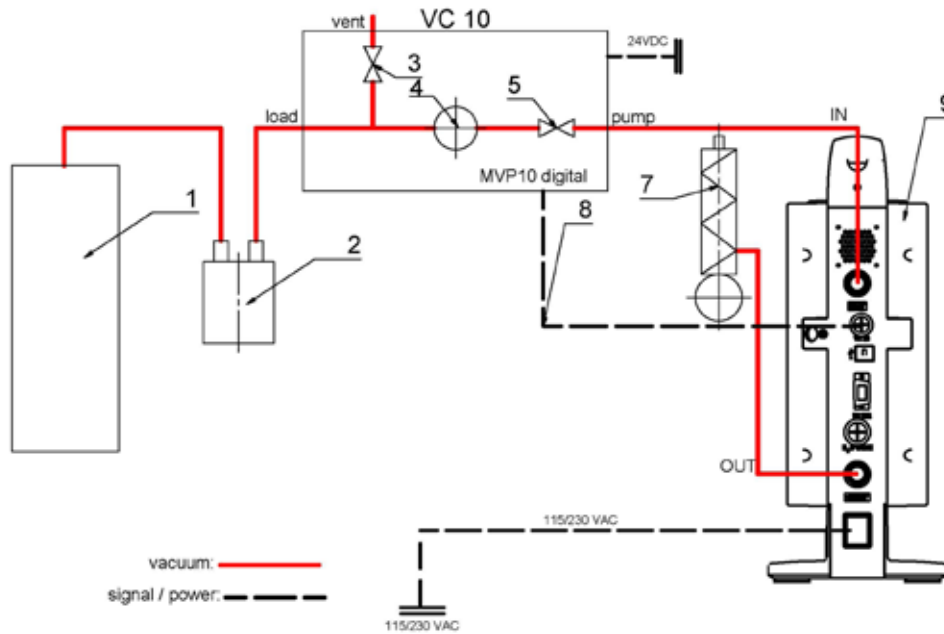 vent
VC 10
24VDC
3
4
5
9
load
pump
IN
MVP10 digital
1
2
7
8
OUT
115/230 VAC
vacuum:
signal / power:
115/230 VAC